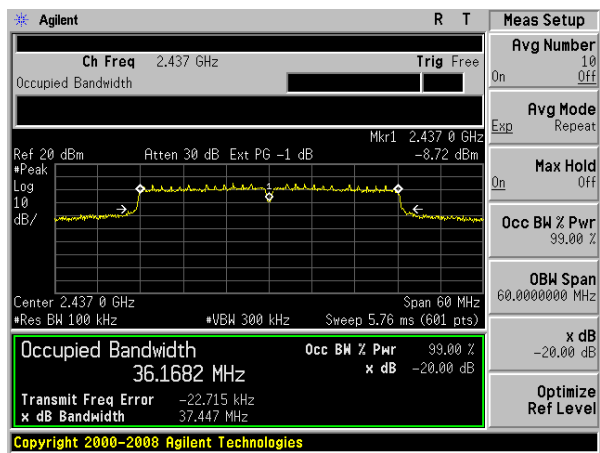 Agilent R T
Ch Freq 2.437 GHz Trig Free
Occupied Bandwidth
Mkr1 2.437 0 GHz
Ref 20 dBm Atten 30 dB Ext PG -1 dB -8.72 dBm
#Peak
Log
10
dB/
1
Center 2.437 0 GHz Span 60 MHz
#Res BW 100 kHz #VBW 300 kHz Sweep 5.76 ms (601 pts)
Occupied Bandwidth Occ BW % Pwr 99.00 %
36.1682 MHz x dB -20.00 dB
Transmit Freq Error -22.715 kHz
x dB Bandwidth 37.447 MHz
Copyright 2000-2008 Agilent Technologies
Meas Setup
Avg Number
10
On Off
Avg Mode
Exp Repeat
Max Hold
On Off
Occ BW % Pwr
99.00 %
OBW Span
60.0000000 MHz
x dB
-20.00 dB
Optimize
Ref Level